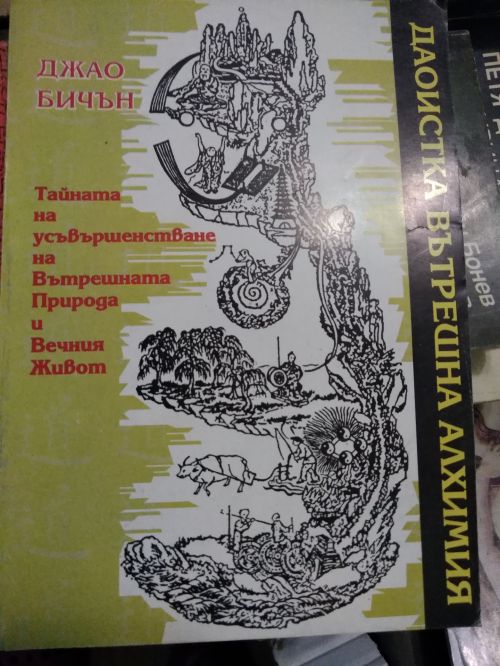 ДЖАО
БИЧЪН
Тайната
на
усъвършенстване
на
Вътрешната
Природа
и
Вечния
Живот
ДАОИСТКА ВЪТРЕШНА АЛХИМИЯ
Бонев